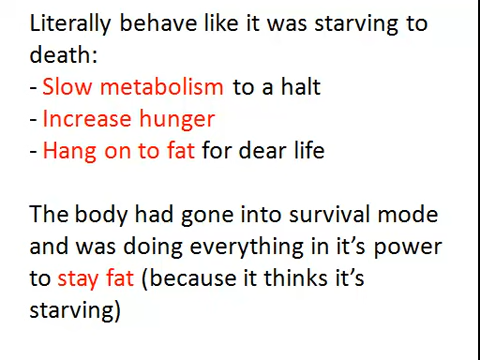 Literally behave like it was starving to
death:
- Slow metabolism to a halt
- Increase hunger
- Hang on to fat for dear life
The body had gone into survival mode
and was doing everything in it's power
to stay fat (because it thinks it's
starving)